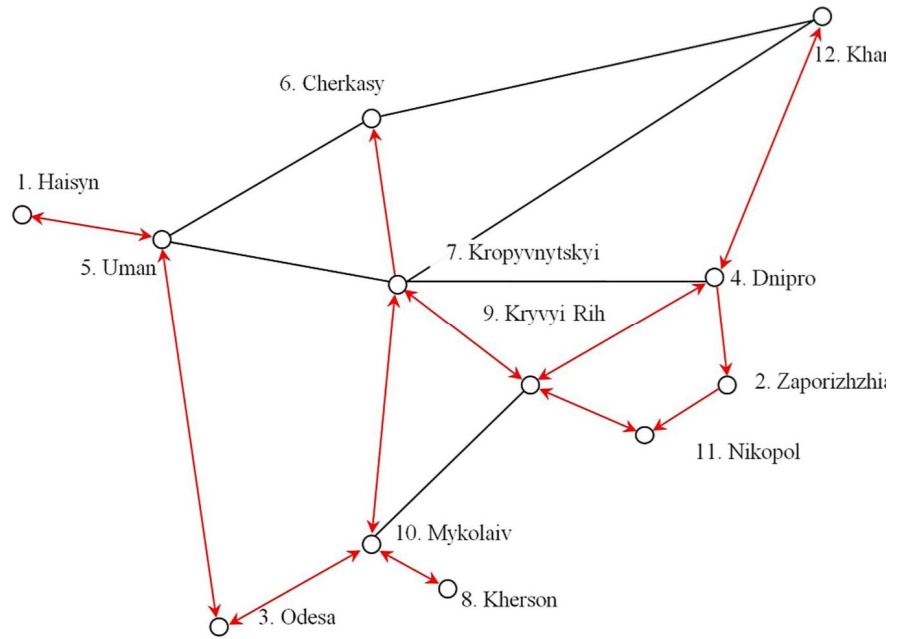 12. Khar
6. Cherkasy
1. Haisyn
7. Kropyvnytskyi
5. Uman
4. Dnipro
9. Kryvyi Rih
2. Zaporizhzhia
11. Nikopol
10. Mykolaiv
8. Kherson
3. Odesa